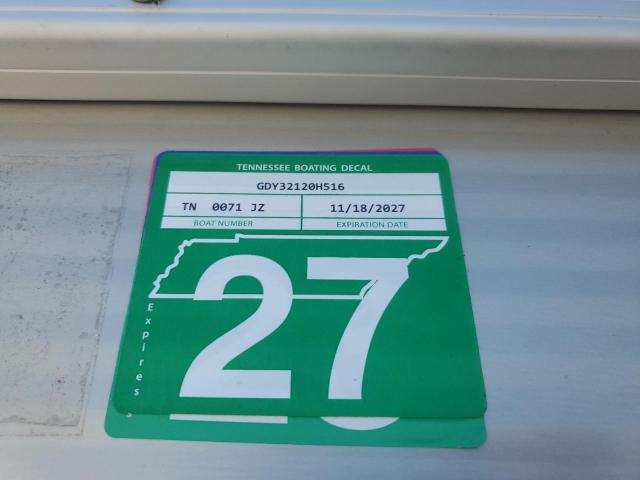 TENNESSEE BOATING DECAL
GDY32120H516
TN 0071 JZ 11/18/2027
BOAT NUMBER EXPIRATION DATE
27
Expires